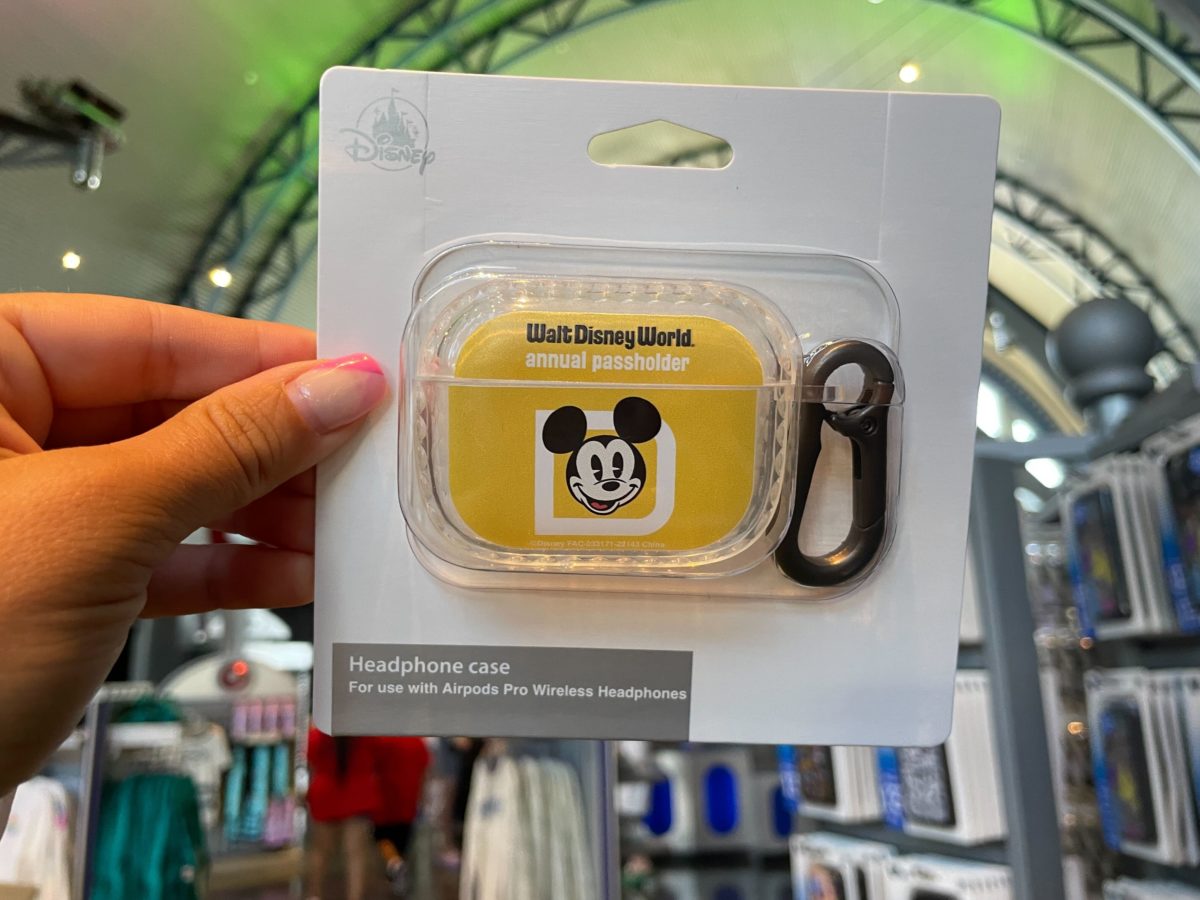 Disney
Walt Disney World.
annual passholder
©Disney FAC-033171-22143 China
Headphone case
For use with Airpods Pro Wireless Headphones